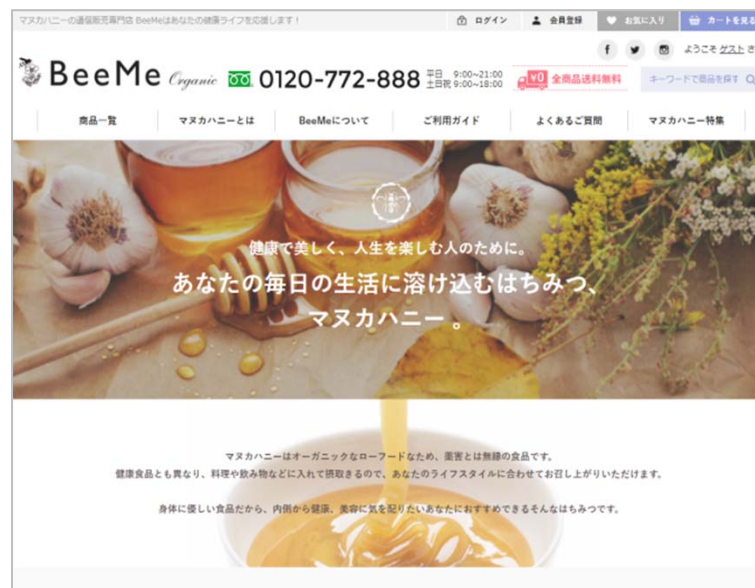 マヌカハニーの通信販売専門店 BeeMeはあなたの健康ライフを応援します！
ログイン
会員登録
お気に入り
カートを見る
ようこそ ゲスト さ
BeeMe Organic
0120-772-888
平日 9:00~21:00
土日祝 9:00~18:00
¥0 全商品送料無料
キーワードで商品を探す
商品一覧
マヌカハニーとは
BeeMeについて
ご利用ガイド
よくあるご質問
マヌカハニー特集
健康で美しく、人生を楽しむ人のために。
あなたの毎日の生活に溶け込むはちみつ、
マヌカハニー 。
マヌカハニーはオーガニックなローフードなため、薬害とは無縁の食品です。
健康食品とも異なり、料理や飲み物などに入れて摂取きるので、あなたのライフスタイルに合わせてお召し上がりいただけます。
身体に優しい食品だから、内側から健康、美容に気を配りたいあなたにおすすめできるそんなはちみつです。